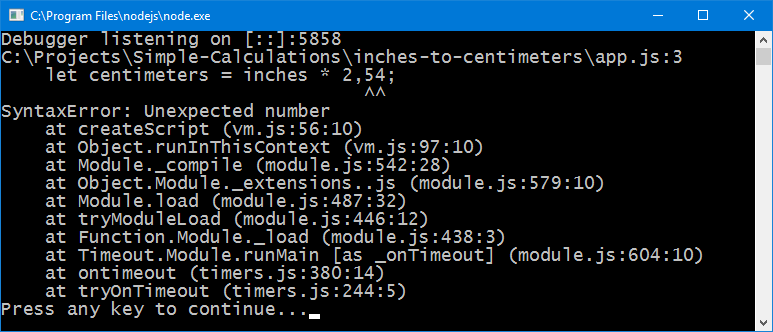 C:\Program Files\nodejs\node.exe
Debugger listening on [::]:5858
C:\Projects\Simple-Calculations\inches-to-centimeters\app.js:3
    let centimeters = inches * 2,54;
                                 ^^
SyntaxError: Unexpected number
    at createScript (vm.js:56:10)
    at Object.runInThisContext (vm.js:97:10)
    at Module._compile (module.js:542:28)
    at Object.Module._extensions..js (module.js:579:10)
    at Module.load (module.js:487:32)
    at tryModuleLoad (module.js:446:12)
    at Function.Module._load (module.js:438:3)
    at Timeout.Module.runMain [as _onTimeout] (module.js:604:10)
    at ontimeout (timers.js:380:14)
    at tryOnTimeout (timers.js:244:5)
Press any key to continue...